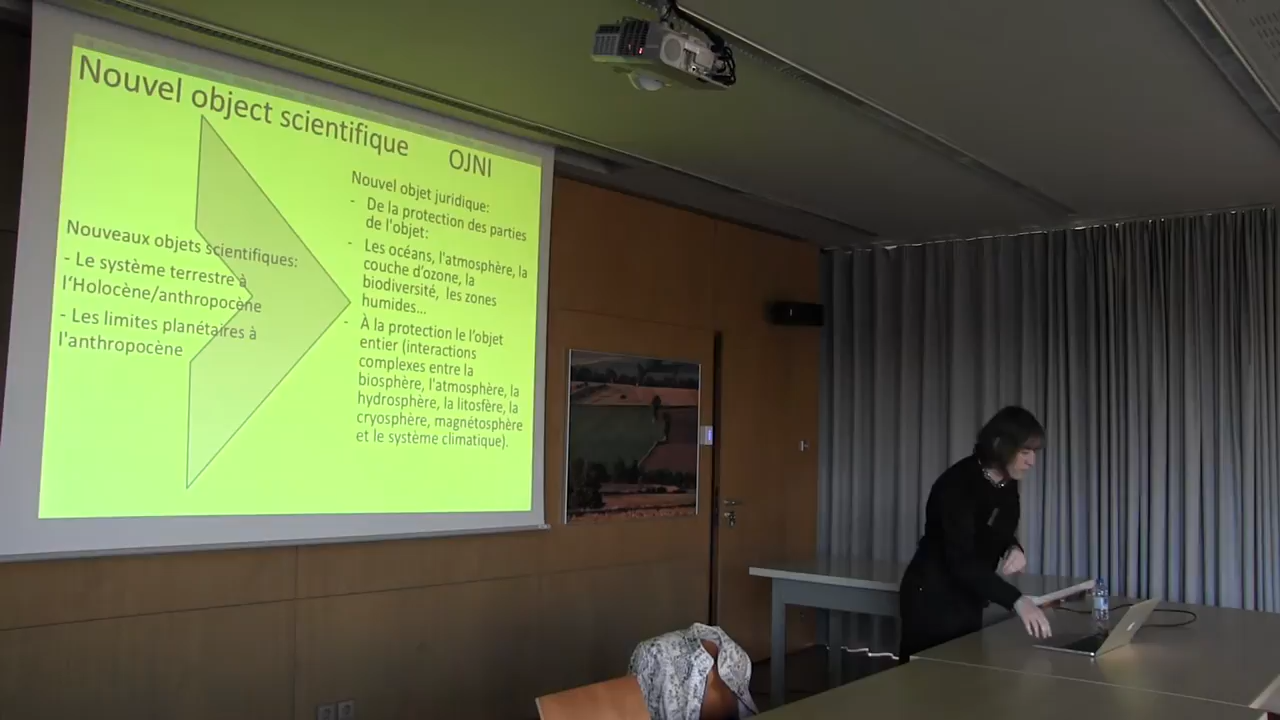 Nouvel object scientifique
OJNI
Nouveaux objets scientifiques:
- Le système terrestre à
l'Holocène/anthropocène
- Les limites planétaires à
l'anthropocène
Nouvel objet juridique:
- De la protection des parties
de l'objet:
- Les océans, l'atmosphère, la
couche d'ozone, la
biodiversité, les zones
humides...
- À la protection le l'objet
entier (interactions
complexes entre la
biosphère, l'atmosphère, la
hydrosphère, la litosfère, la
cryosphère, magnétosphère
et le système climatique).